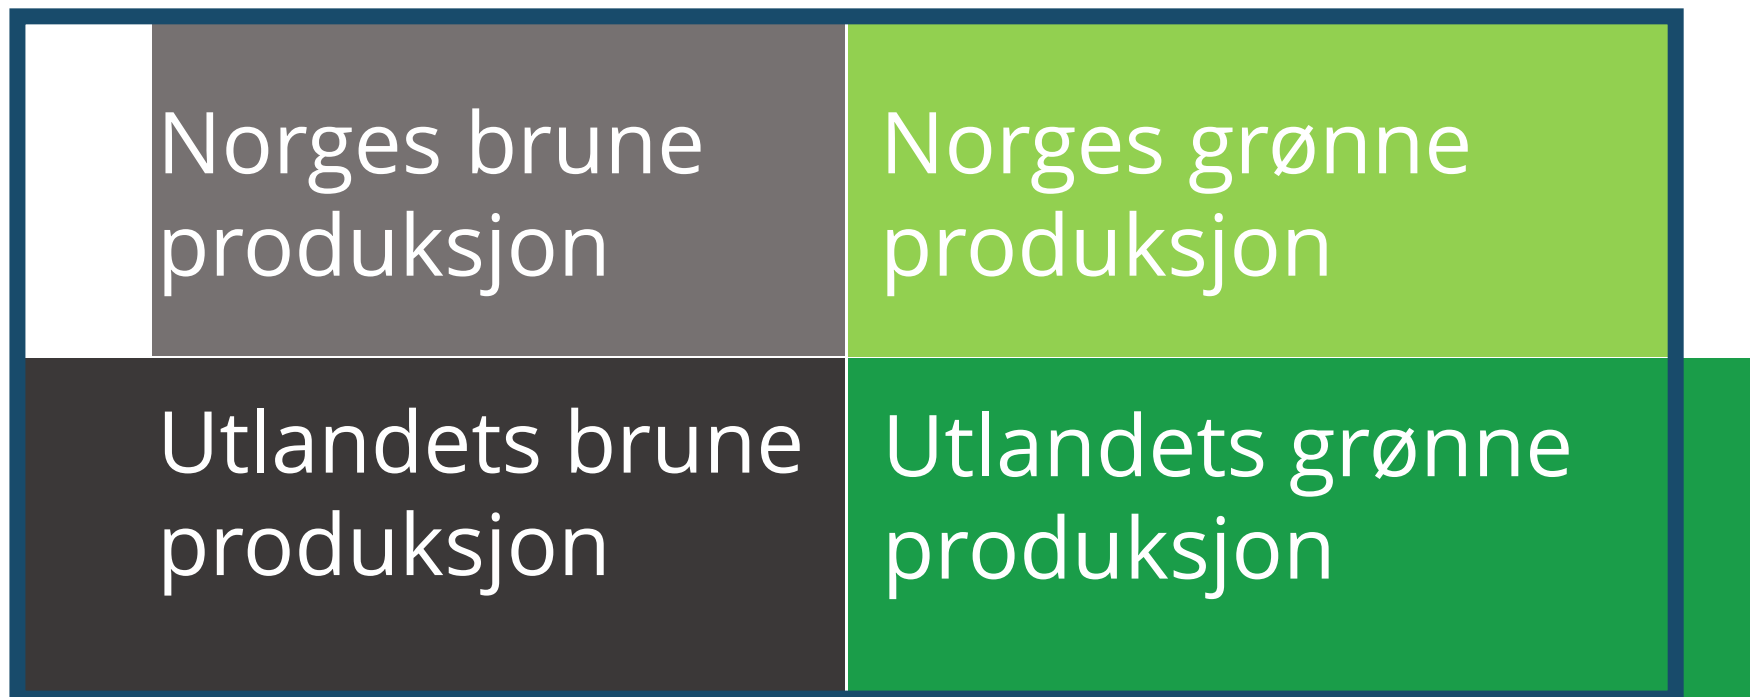 Norges brune
produksjon
Norges grønne
produksjon
Utlandets brune
produksjon
Utlandets grønne
produksjon